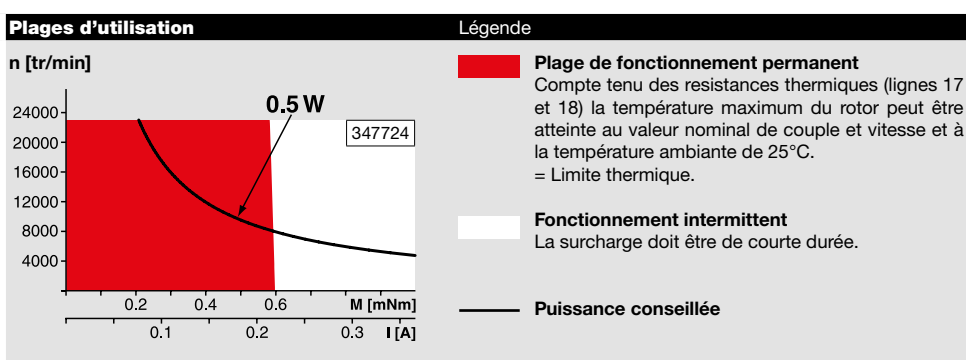 Plages d’utilisation
Légende
n [tr/min]
24000
20000
16000
12000
8000
4000
0.5 W
347724
0.2 0.4 0.6 M [mNm]
0.1 0.2 0.3 I [A]
Plage de fonctionnement permanent
Compte tenu des resistances thermiques (lignes 17
et 18) la température maximum du rotor peut être
atteinte au valeur nominal de couple et vitesse et à
la température ambiante de 25°C.
= Limite thermique.
Fonctionnement intermittent
La surcharge doit être de courte durée.
Puissance conseillée